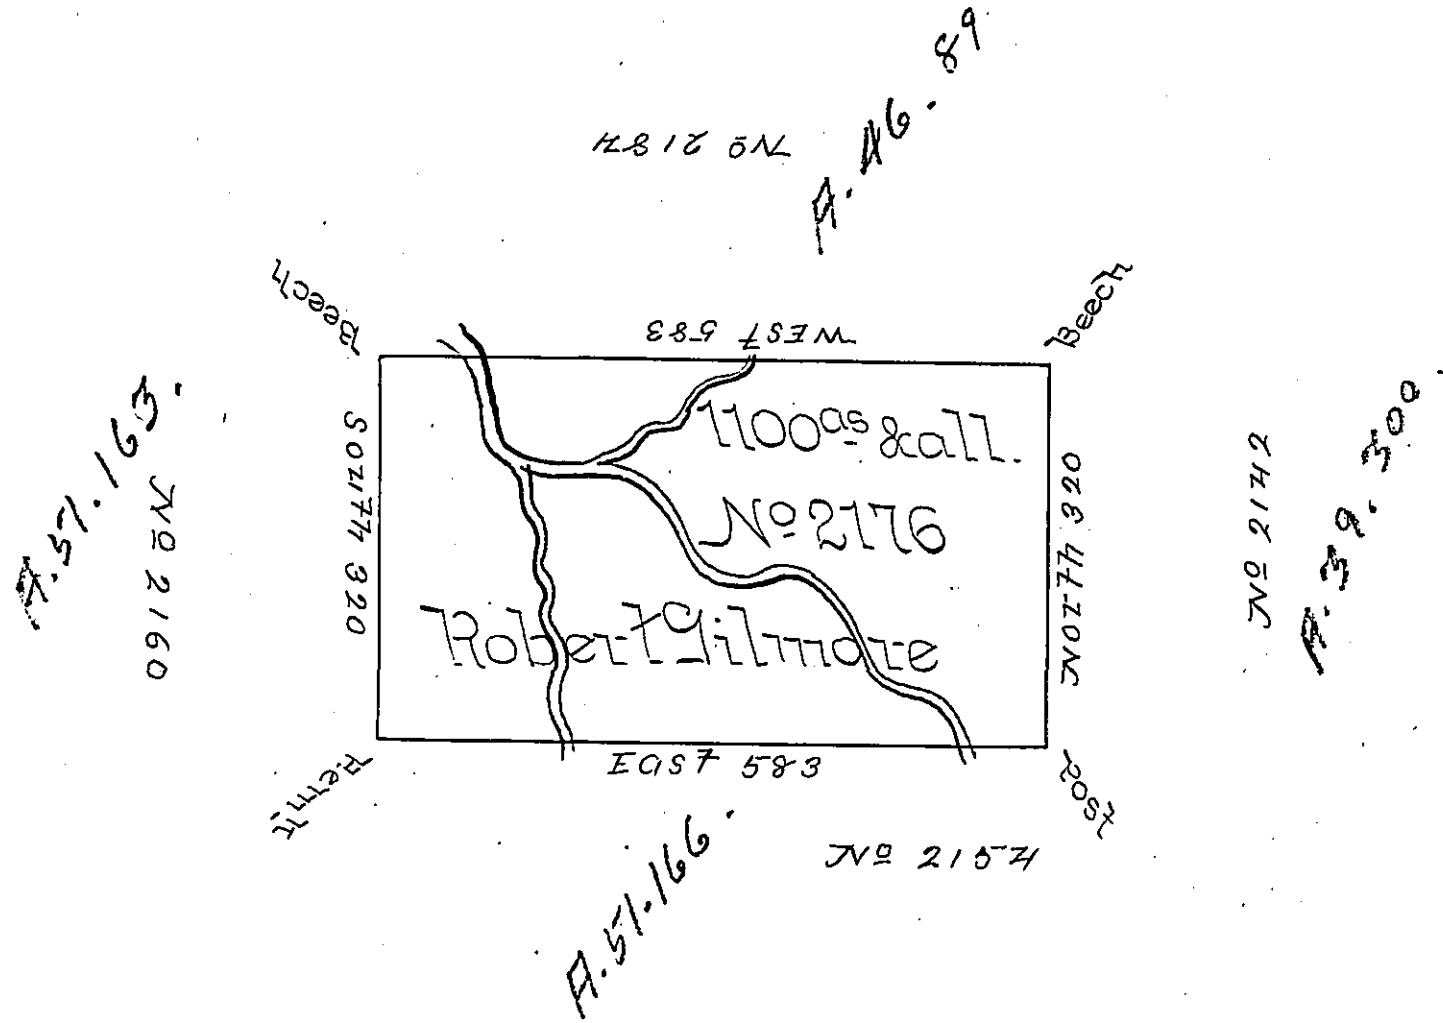 A. 46. 89
No 2184
Beech
Beech
WEST 583
A. 57. 163.
No 2160
SOUTH 320
1100as & all.
No 2176
Robert Gilmore
NORTH 320
No 2142
A. 39. 300.
EAST 583
Post
No 2154
A. 57. 166.